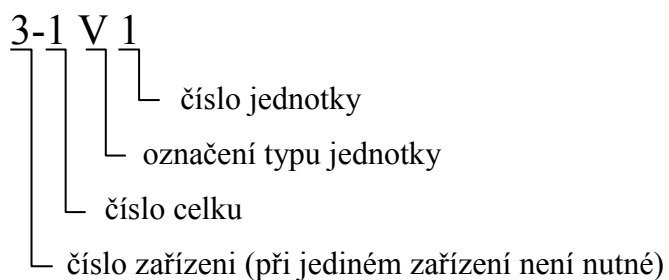 3-1 V 1
číslo jednotky
označení typu jednotky
číslo celku
číslo zařízeni (při jediném zařízení není nutné)